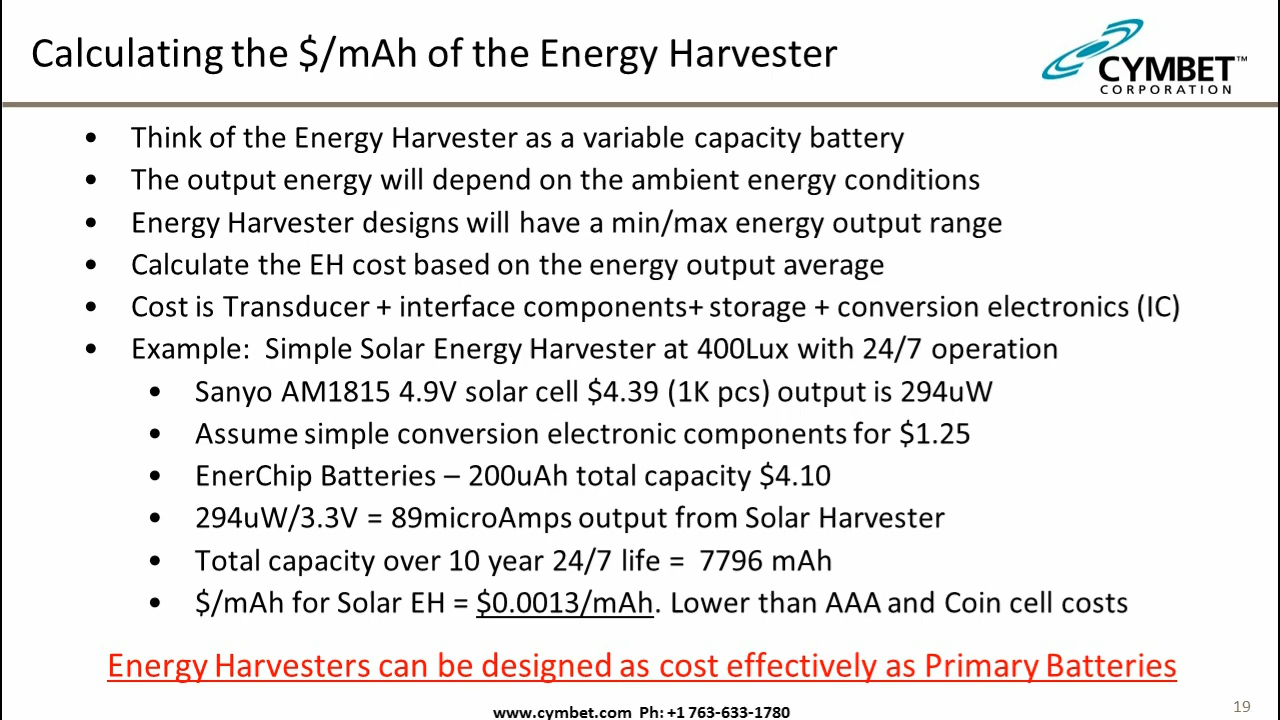 Calculating the $/mAh of the Energy Harvester
CYMBET™
CORPORATION
• Think of the Energy Harvester as a variable capacity battery
• The output energy will depend on the ambient energy conditions
• Energy Harvester designs will have a min/max energy output range
• Calculate the EH cost based on the energy output average
• Cost is Transducer + interface components+ storage + conversion electronics (IC)
• Example: Simple Solar Energy Harvester at 400Lux with 24/7 operation
• Sanyo AM1815 4.9V solar cell $4.39 (1K pcs) output is 294uW
• Assume simple conversion electronic components for $1.25
• EnerChip Batteries – 200uAh total capacity $4.10
• 294uW/3.3V = 89microAmps output from Solar Harvester
• Total capacity over 10 year 24/7 life = 7796 mAh
• $/mAh for Solar EH = $0.0013/mAh. Lower than AAA and Coin cell costs
Energy Harvesters can be designed as cost effectively as Primary Batteries
www.cymbet.com Ph: +1 763-633-1780
19